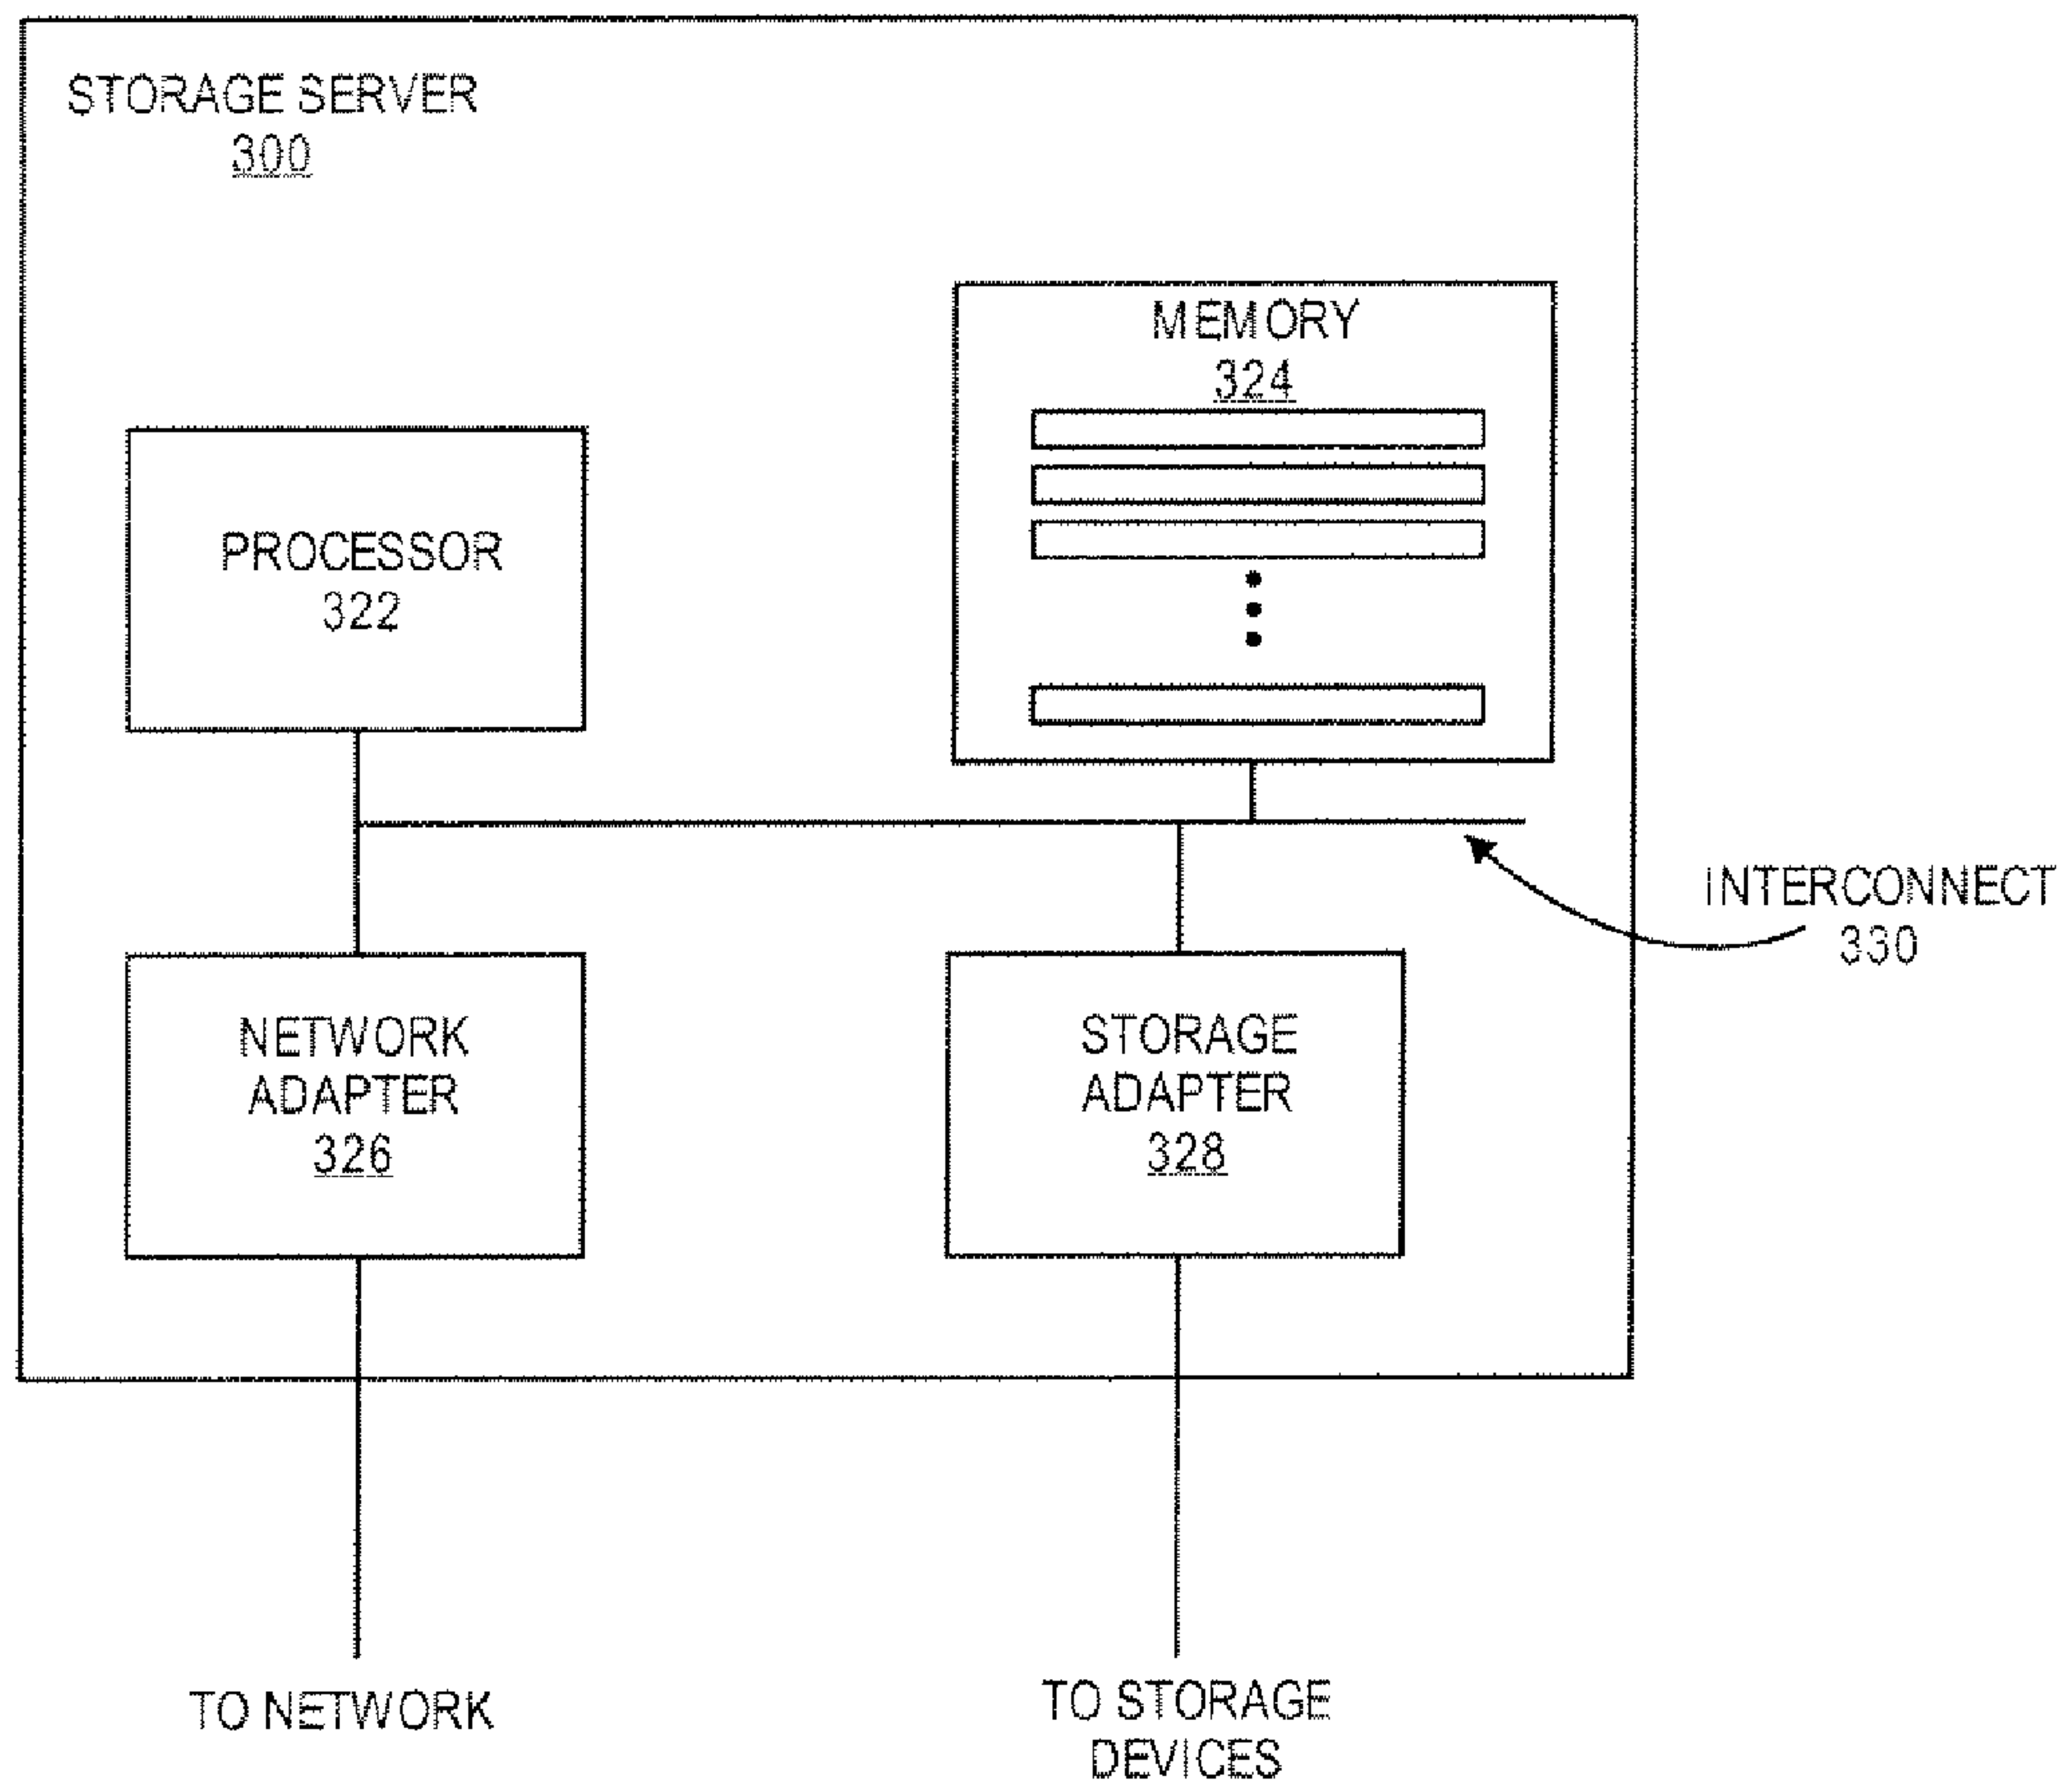 STORAGE SERVER
300
MEMORY
324
PROCESSOR
322
INTERCONNECT
330
NETWORK
ADAPTER
326
STORAGE
ADAPTER
328
TO NETWORK
TO STORAGE
DEVICES